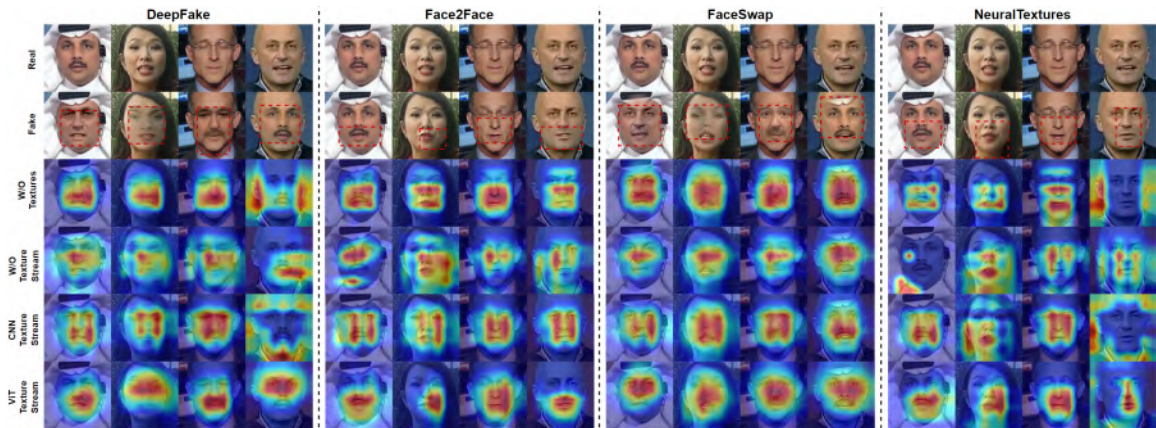 DeepFake Face2Face FaceSwap NeuralTextures
Real
Fake
W/O
Textures
W/O
Texture
Stream
CNN
Texture
Stream
VIT
Texture
Stream